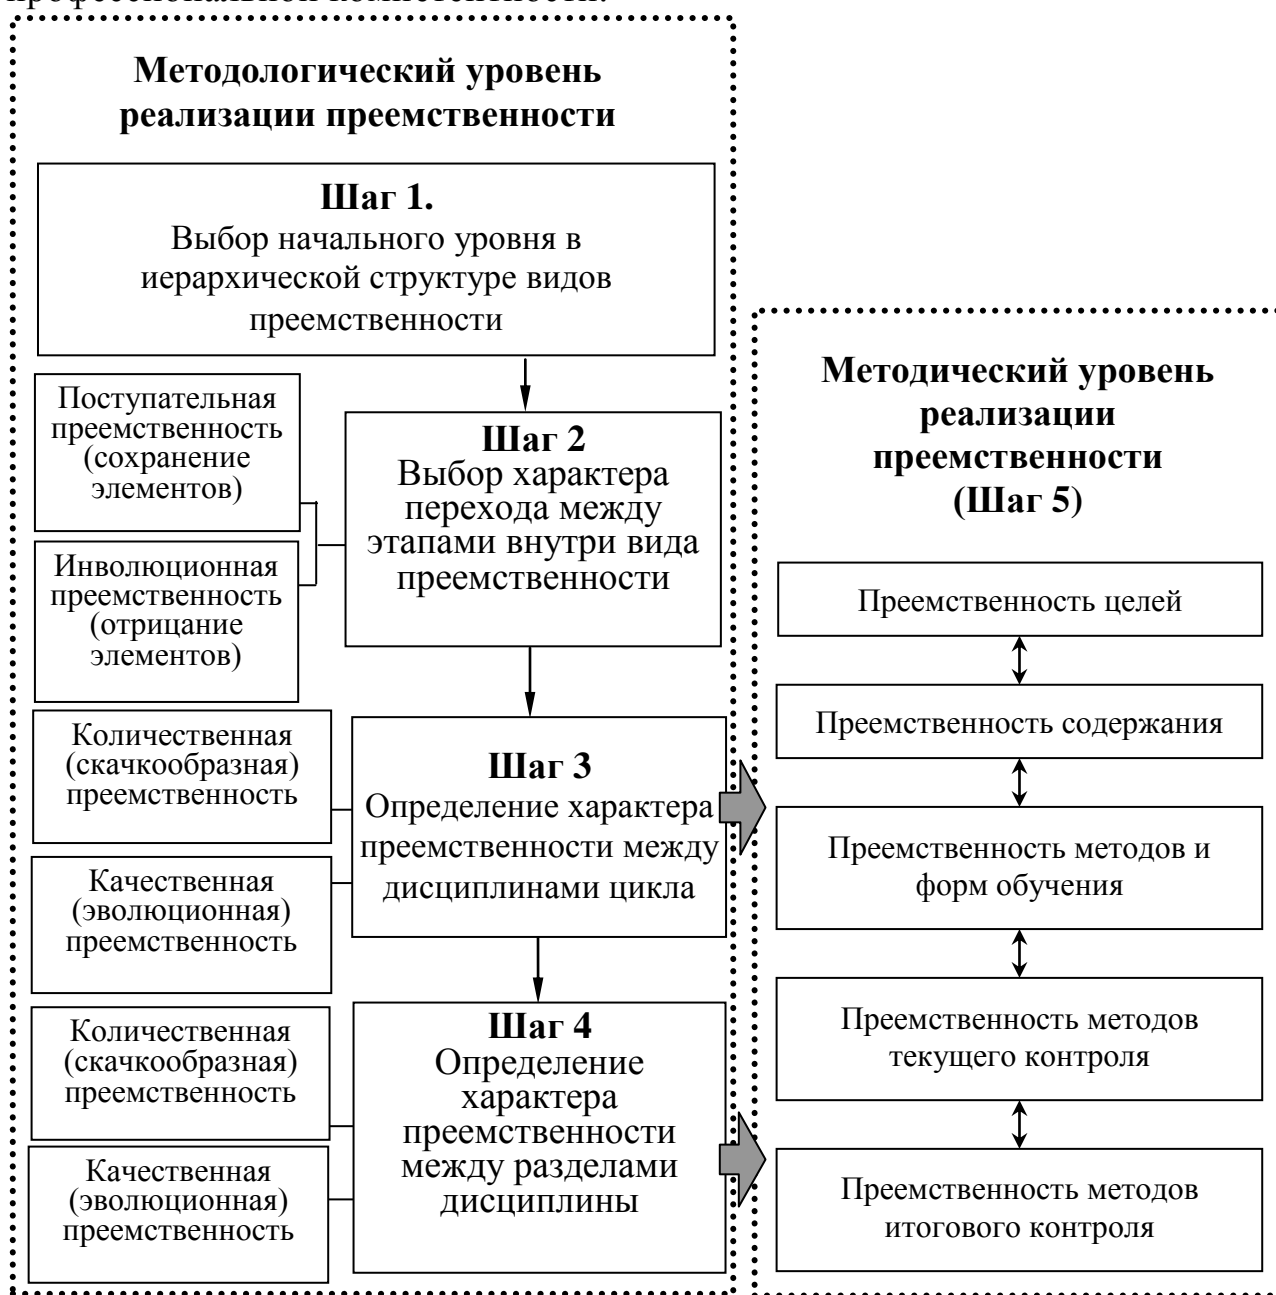 профессиональной компетентности.
Методологический уровень
реализации преемственности
Шаг 1.
Выбор начального уровня в
иерархической структуре видов
преемственности
Поступательная
преемственность
(сохранение
элементов)
Инволюционная
преемственность
(отрицание
элементов)
Шаг 2
Выбор характера
перехода между
этапами внутри вида
преемственности
Количественная
(скачкообразная)
преемственность
Качественная
(эволюционная)
преемственность
Шаг 3
Определение характера
преемственности между
дисциплинами цикла
Количественная
(скачкообразная)
преемственность
Качественная
(эволюционная)
преемственность
Шаг 4
Определение
характера
преемственности
между разделами
дисциплины
Методический уровень
реализации
преемственности
(Шаг 5)
Преемственность целей
Преемственность содержания
Преемственность методов и
форм обучения
Преемственность методов
текущего контроля
Преемственность методов
итогового контроля